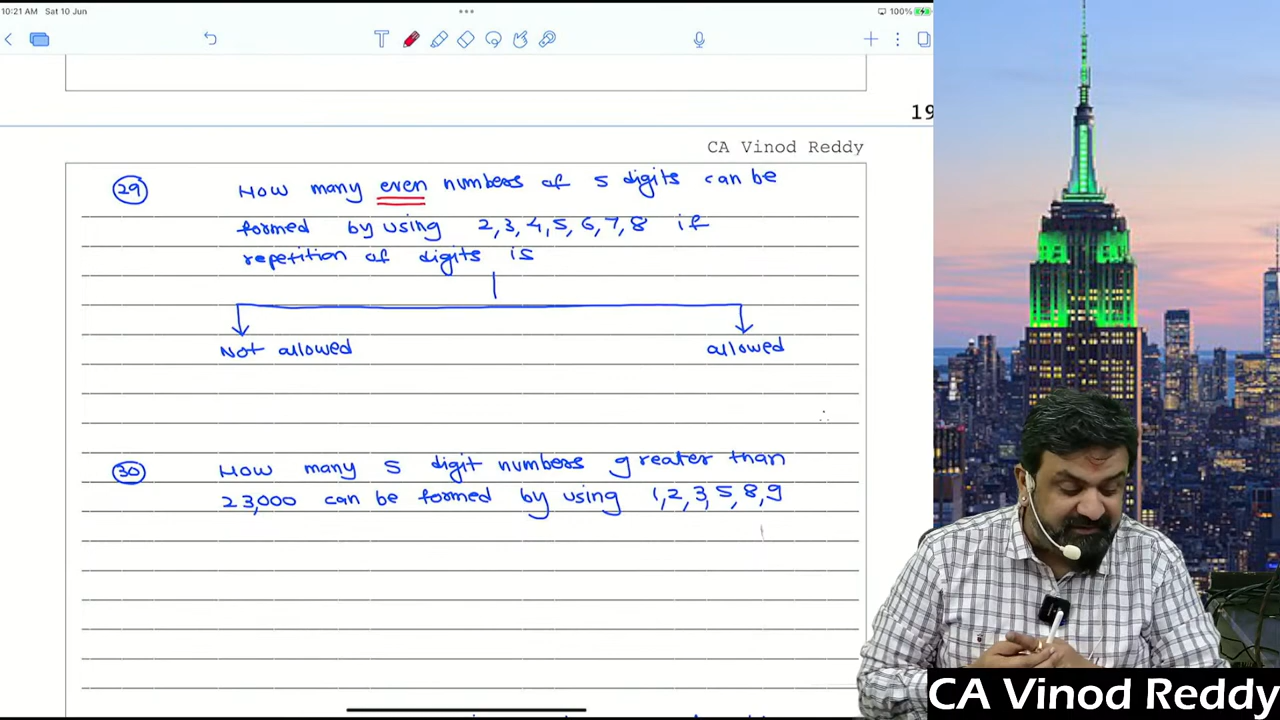 10:21 AM Sat 10 Jun
100%
T
19
CA Vinod Reddy
29 How many even numbers of 5 digits can be
formed by using 2,3,4,5,6,7,8 if
repetition of digits is
Not allowed allowed
30 How many 5 digit numbers greater than
23,000 can be formed by using 1,2,3,5,8,9
CA Vinod Reddy